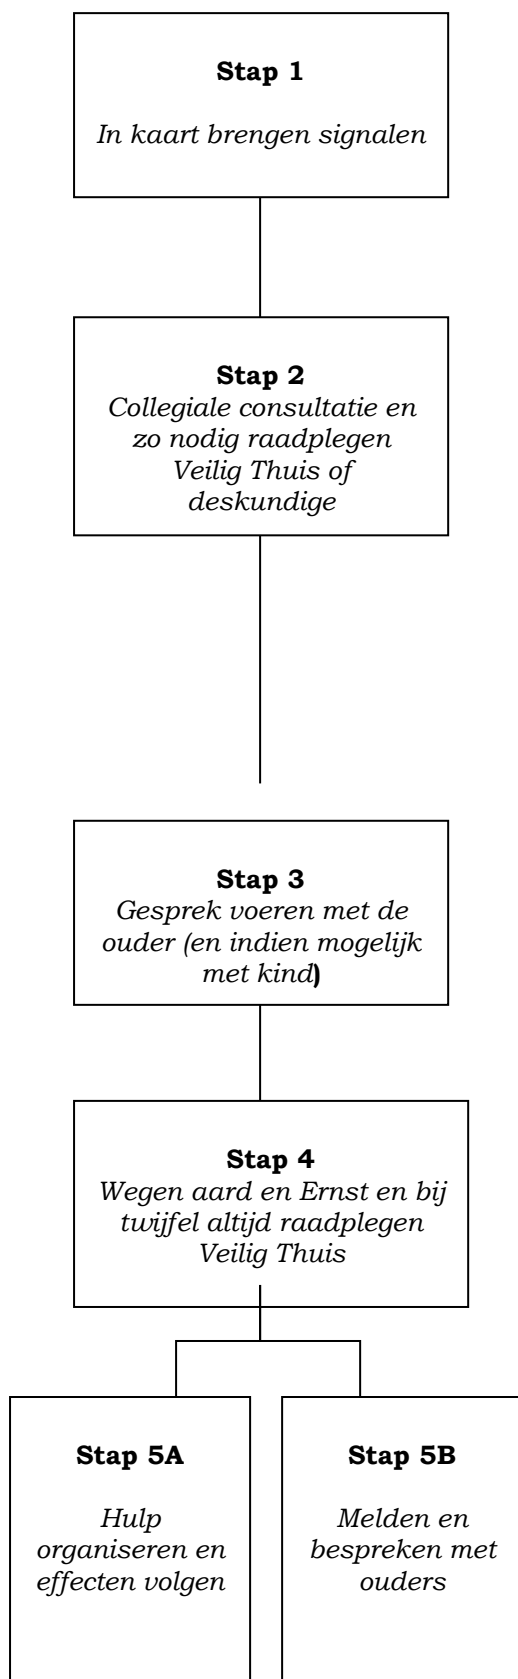 Stap 1
In kaart brengen signalen
Stap 2
Collegiale consultatie en
zo nodig raadplegen
Veilig Thuis of
deskundige
Stap 3
Gesprek voeren met de
ouder (en indien mogelijk
met kind)
Stap 4
Wegen aard en Ernst en bij
twijfel altijd raadplegen
Veilig Thuis
Stap 5A
Hulp
organiseren en
effecten volgen
Stap 5B
Melden en
bespreken met
ouders